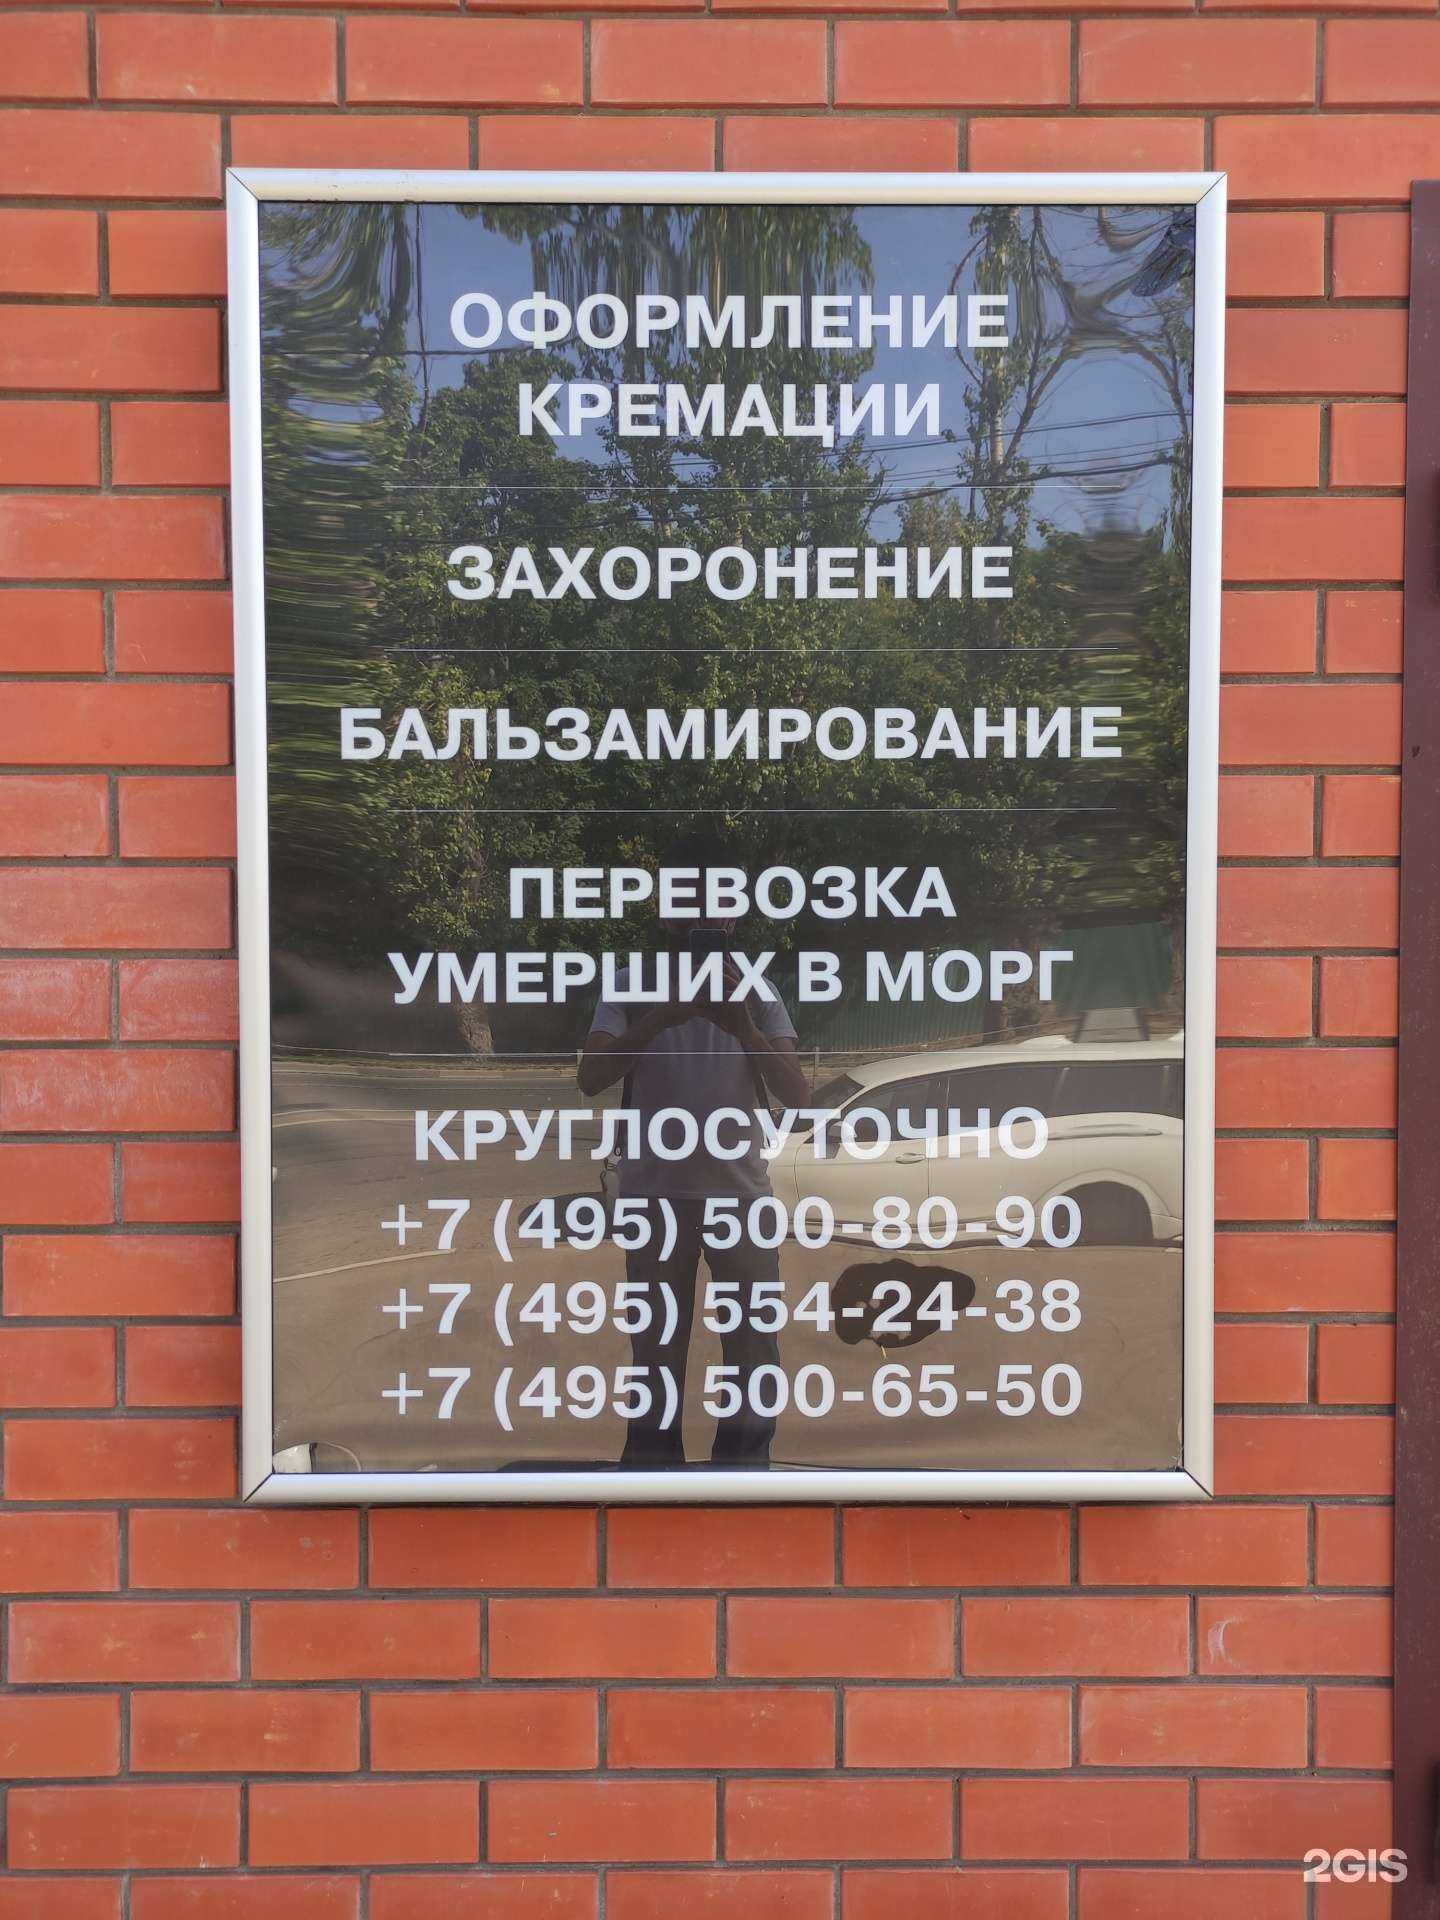 ОФОРМЛЕНИЕ
КРЕМАЦИИ
ЗАХОРОНЕНИЕ
БАЛЬЗАМИРОВАНИЕ
ПЕРЕВОЗКА
УМЕРШИХ В МОРГ
КРУГЛОСУТОЧНО
+7 (495) 500-80-90
+7 (495) 554-24-38
+7 (495) 500-65-50
2GIS